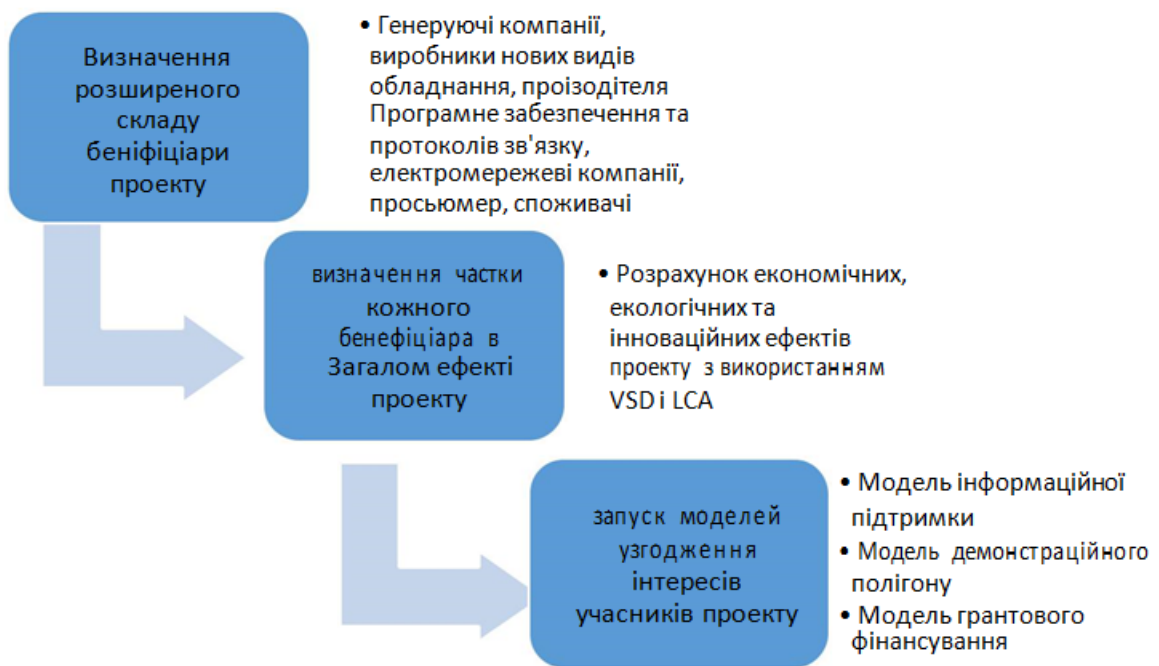 Визначення
розширеного
складу
беніфіціари
проекту
• Генеруючі компанії,
виробники нових видів
обладнання, проізодітеля
Програмне забезпечення та
протоколів зв'язку,
електромережеві компанії,
просьюмер, споживачі
визначення частки
кожного
бенефіціара в
Загалом ефекті
проекту
• Розрахунок економічних,
екологічних та
інноваційних ефектів
проекту з використанням
VSD і LCA
запуск моделей
узгодження
інтересів
учасників проекту
• Модель інформаційної
підтримки
• Модель демонстраційного
полігону
• Модель грантового
фінансування